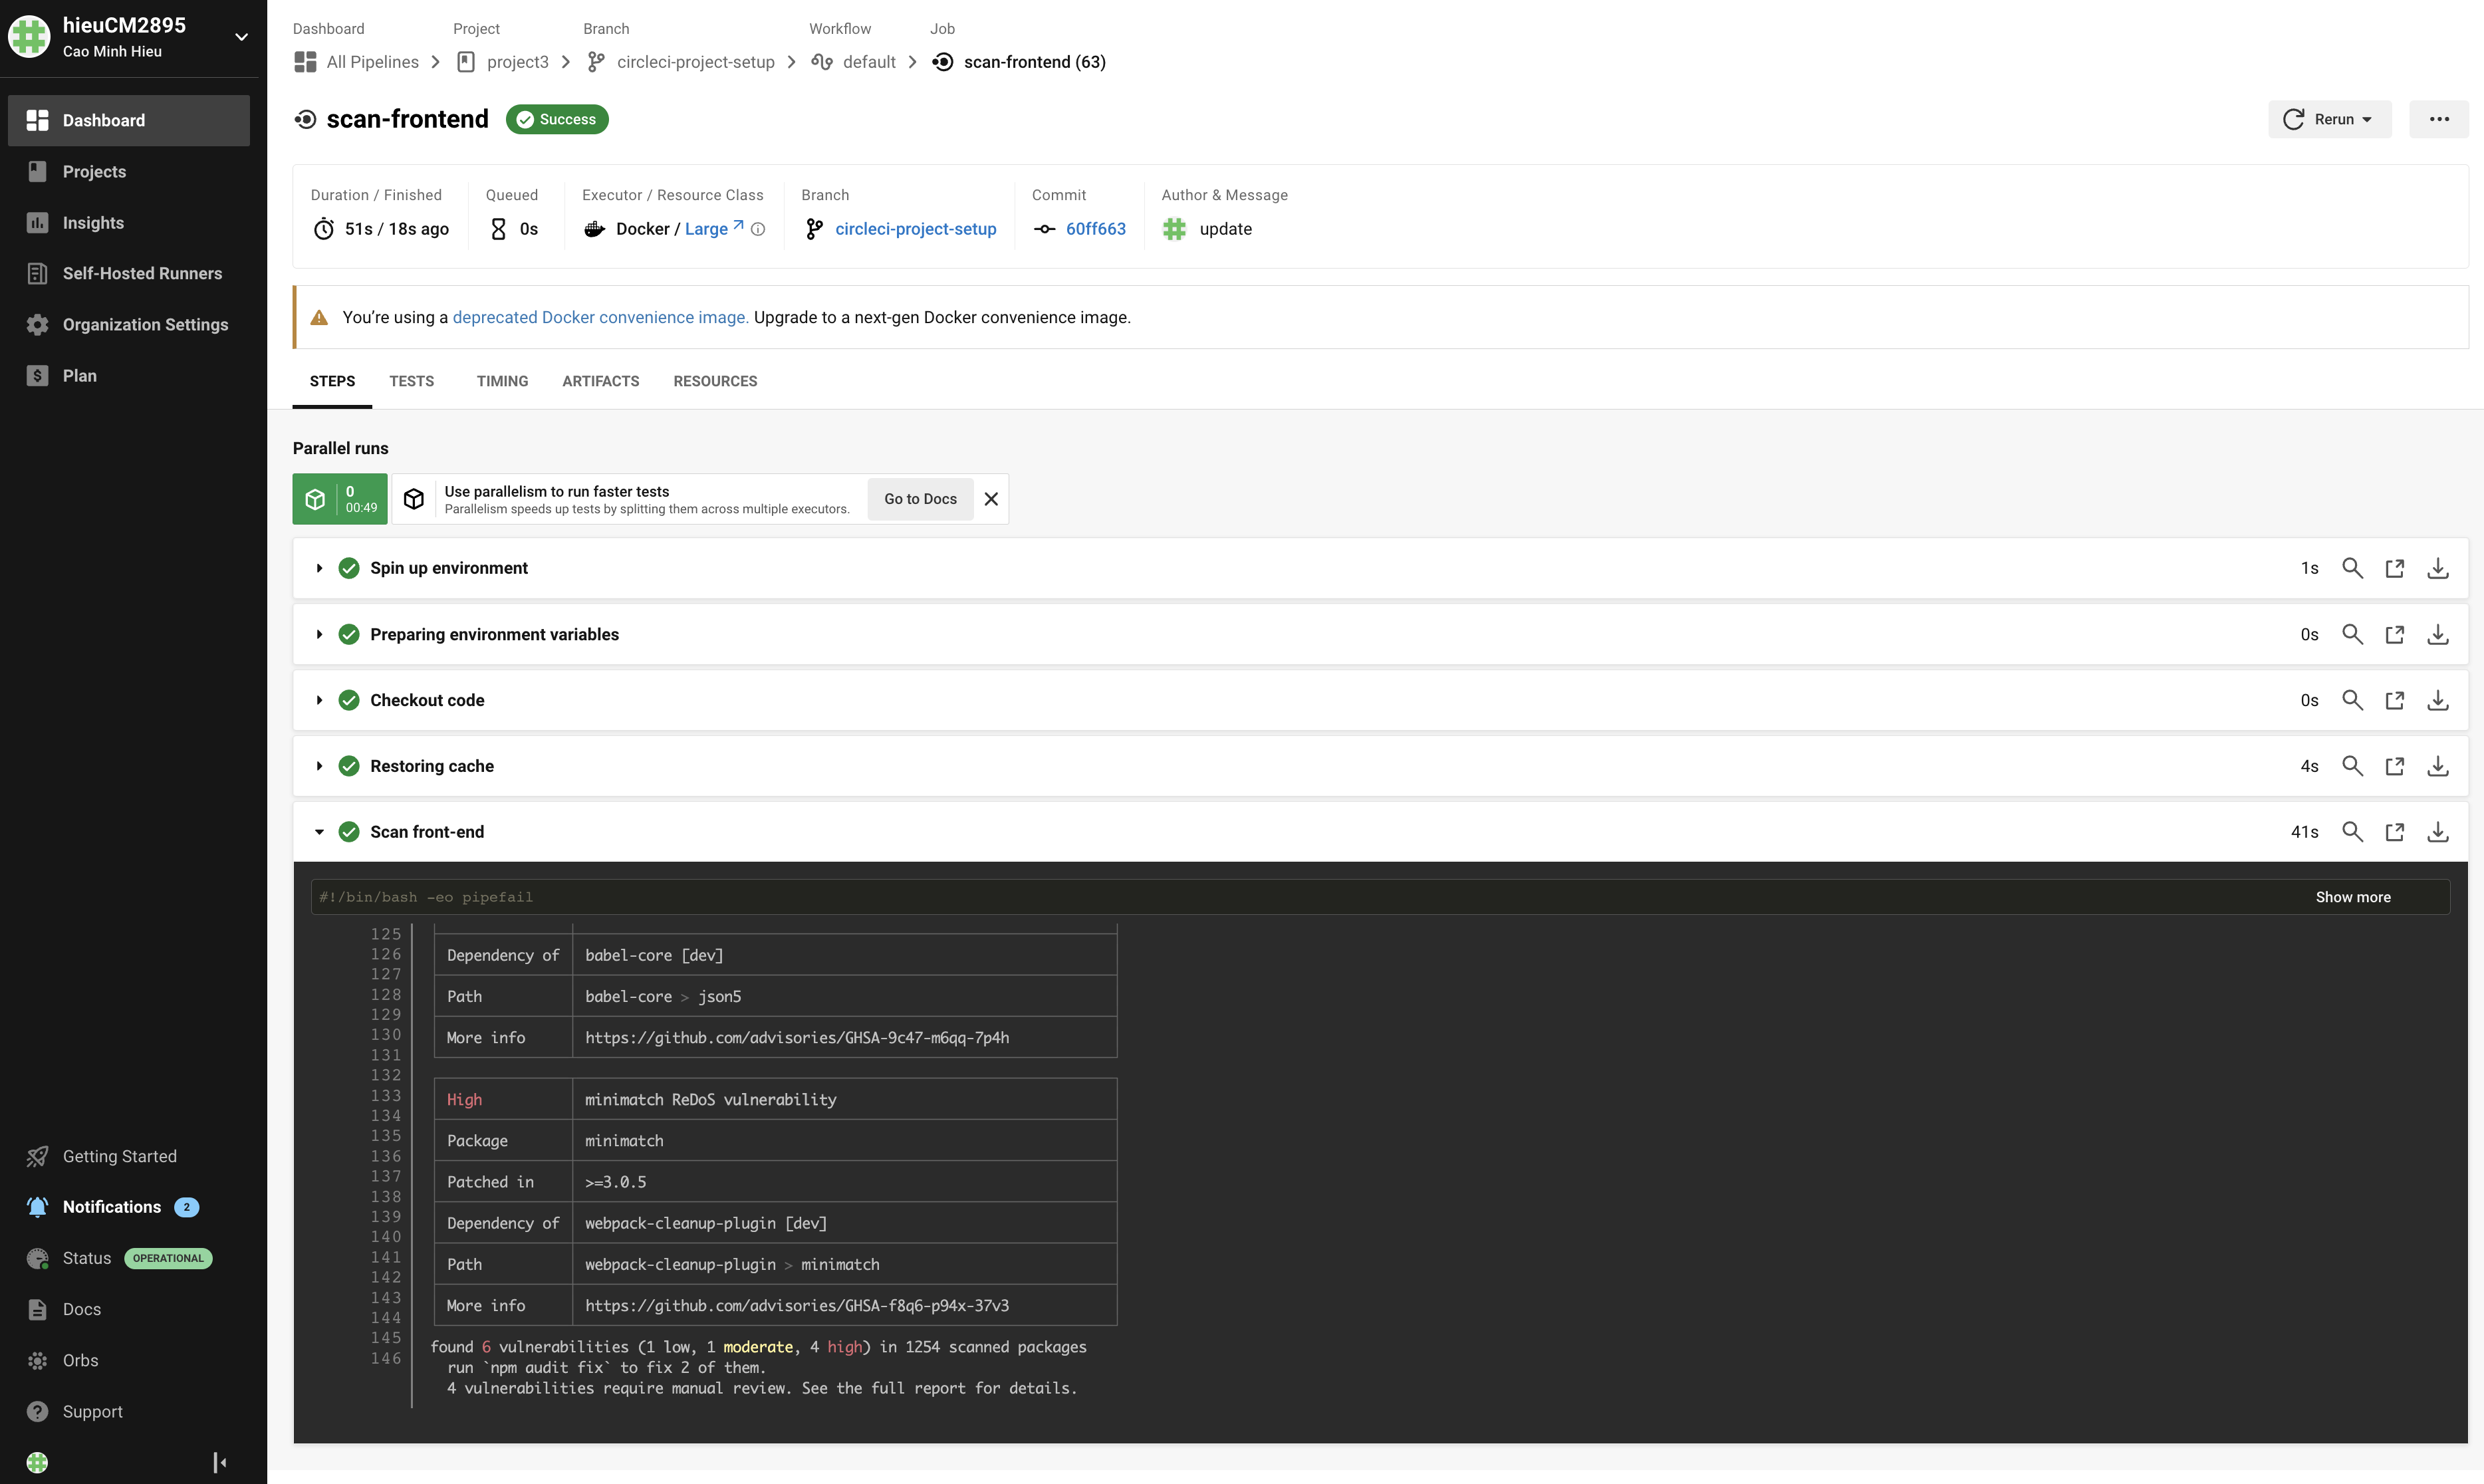 hieuCM2895
Cao Minh Hieu
Dashboard
Projects
Insights
Self-Hosted Runners
Organization Settings
Plan
Getting Started
Notifications 2
Status OPERATIONAL
Docs
Orbs
Support
Dashboard Project Branch Workflow Job
All Pipelines project3 circleci-project-setup default scan-frontend (63)
scan-frontend Success
Rerun
Duration / Finished Queued Executor / Resource Class Branch Commit Author & Message
51s / 18s ago 0s Docker / Large circleci-project-setup 60ff663 update
You're using a deprecated Docker convenience image. Upgrade to a next-gen Docker convenience image.
STEPS TESTS TIMING ARTIFACTS RESOURCES
Parallel runs
0
00:49
Use parallelism to run faster tests
Parallelism speeds up tests by splitting them across multiple executors.
Go to Docs
Spin up environment 1s
Preparing environment variables 0s
Checkout code 0s
Restoring cache 4s
Scan front-end 41s
#!/bin/bash -eo pipefail Show more
125
126 Dependency of babel-core [dev]
127
128 Path babel-core > json5
129
130 More info https://github.com/advisories/GHSA-9c47-m6qq-7p4h
131
132
133 High minimatch ReDoS vulnerability
134
135 Package minimatch
136
137 Patched in >=3.0.5
138
139 Dependency of webpack-cleanup-plugin [dev]
140
141 Path webpack-cleanup-plugin > minimatch
142
143 More info https://github.com/advisories/GHSA-f8q6-p94x-37v3
144
145 found 6 vulnerabilities (1 low, 1 moderate, 4 high) in 1254 scanned packages
146 run `npm audit fix` to fix 2 of them.
4 vulnerabilities require manual review. See the full report for details.